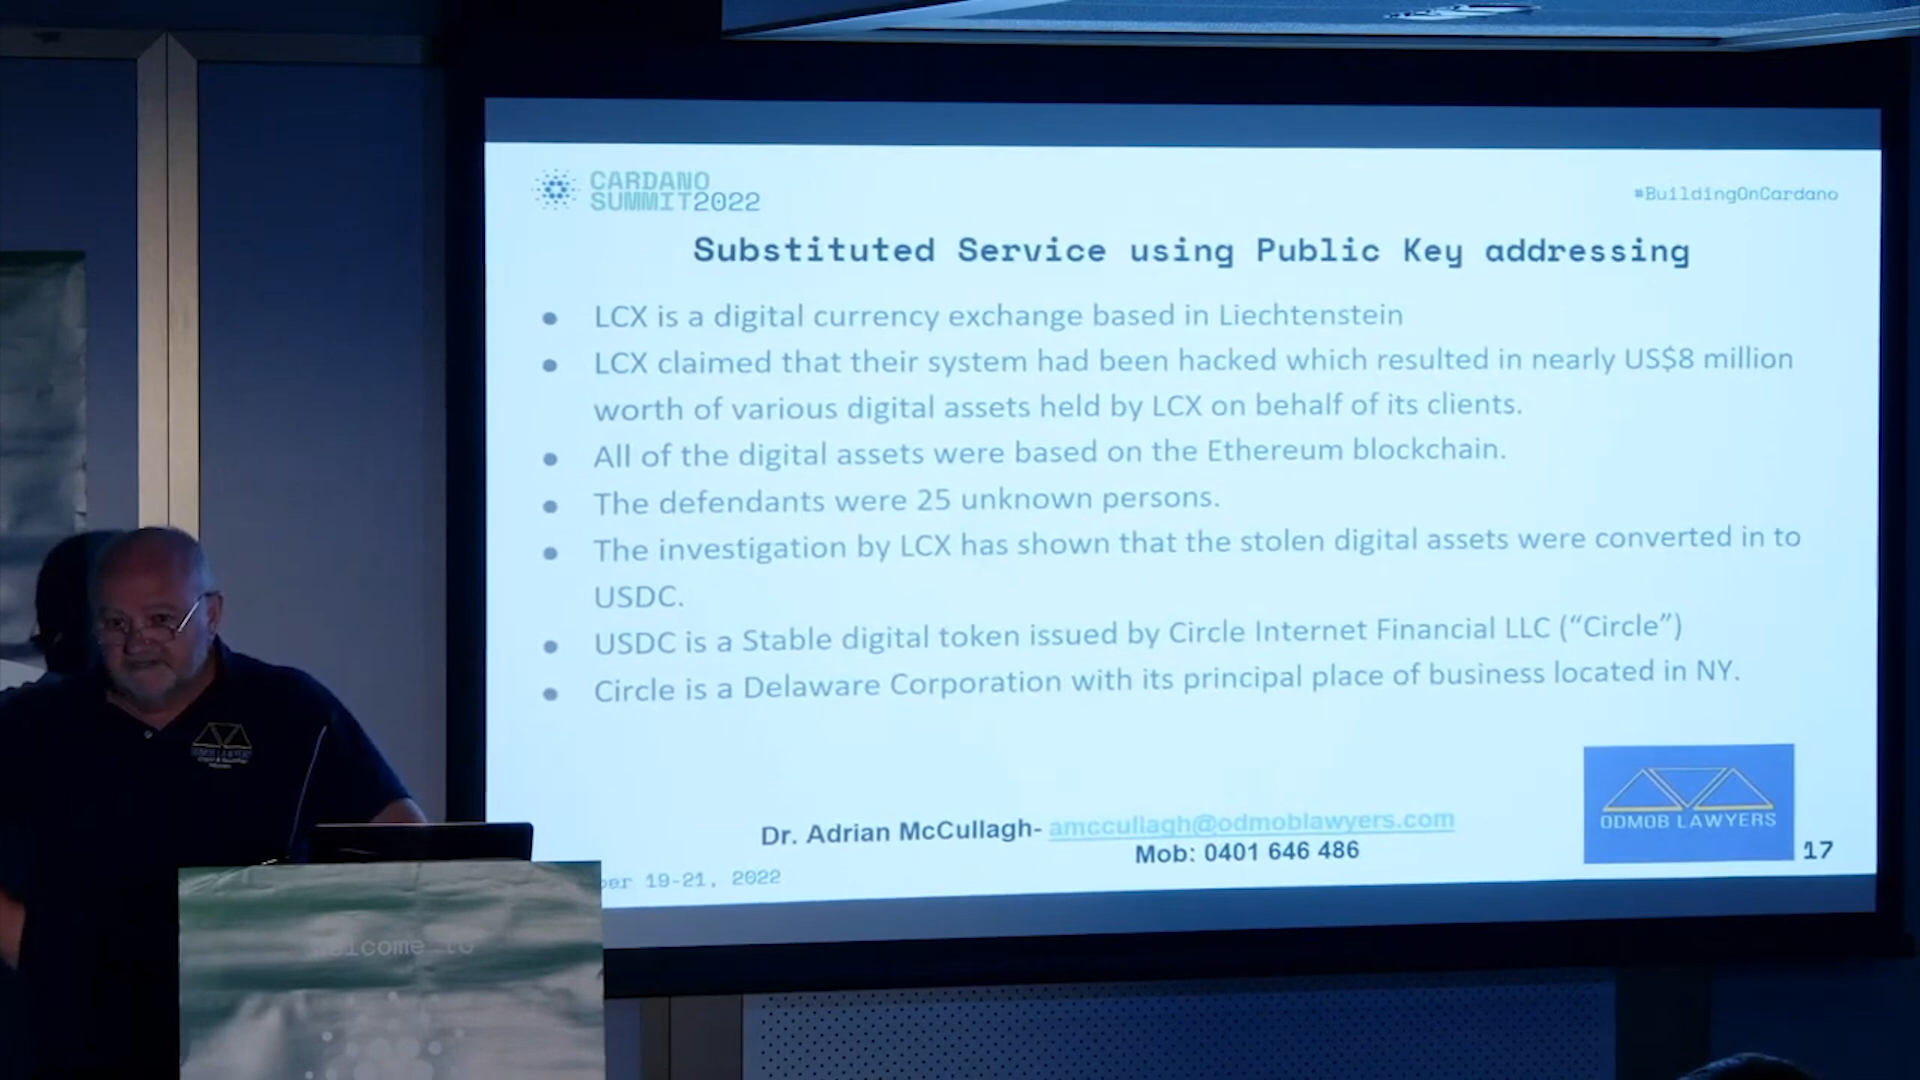 CARDANO
SUMMIT2022
#BuildingOnCardano
Substituted Service using Public Key addressing
● LCX is a digital currency exchange based in Liechtenstein
● LCX claimed that their system had been hacked which resulted in nearly US$8 million
worth of various digital assets held by LCX on behalf of its clients.
● All of the digital assets were based on the Ethereum blockchain.
● The defendants were 25 unknown persons.
● The investigation by LCX has shown that the stolen digital assets were converted in to
USDC.
● USDC is a Stable digital token issued by Circle Internet Financial LLC (“Circle”)
● Circle is a Delaware Corporation with its principal place of business located in NY.
Dr. Adrian McCullagh- amccullagh@odmoblawyers.com
Mob: 0401 646 486
ODMOB LAWYERS
17
19-21, 2022
ODMOB LAWYERS
to